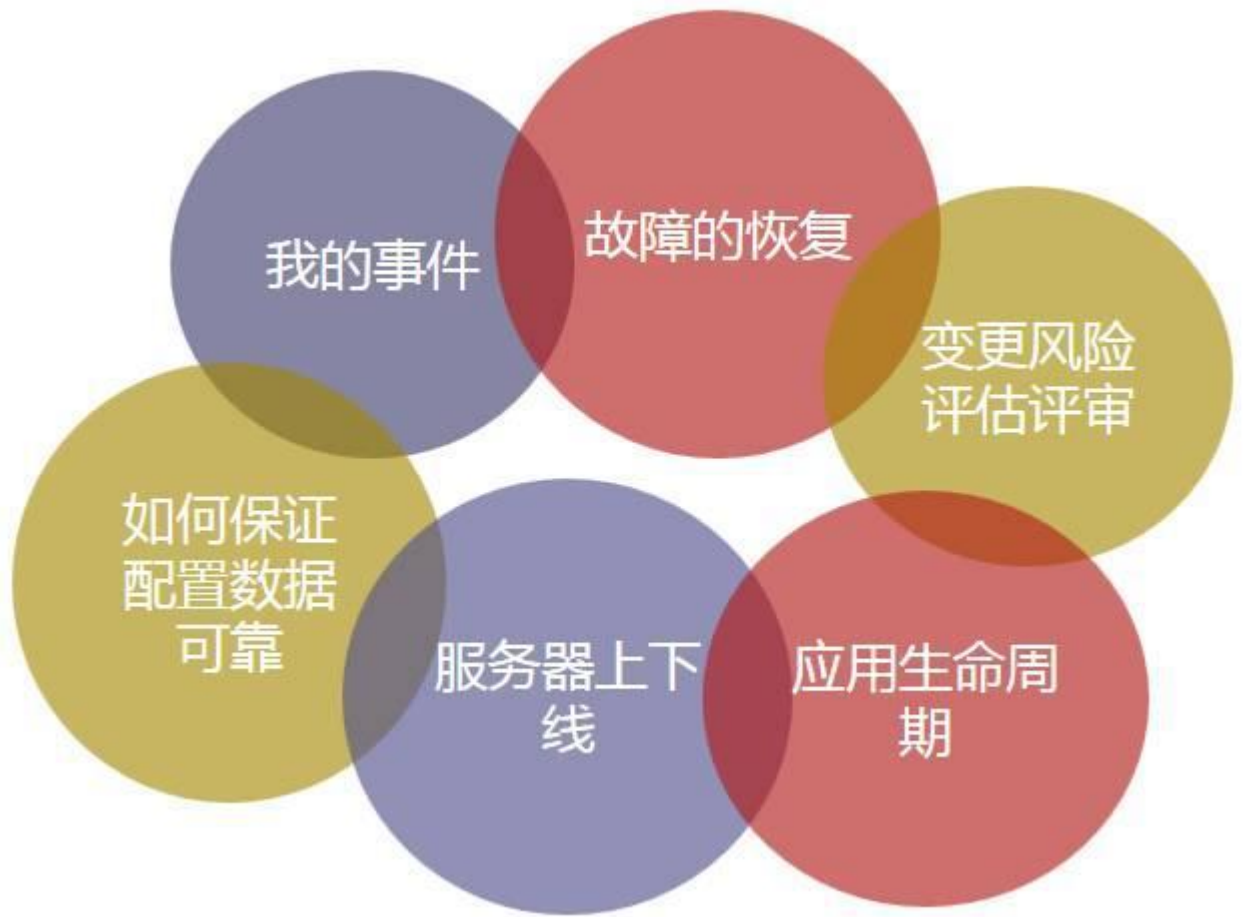 我的事件
故障的恢复
变更风险
评估评审
如何保证
配置数据
可靠
服务器上下
线
应用生命周
期